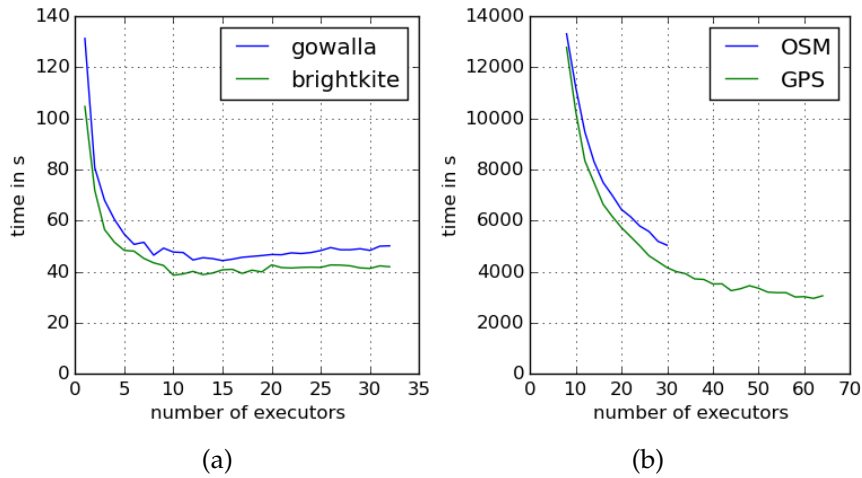 140
120
100
80
60
40
20
0
time in s
gowalla
brightkite
0 5 10 15 20 25 30 35
number of executors
(a)
14000
12000
10000
8000
6000
4000
2000
0
time in s
OSM
GPS
0 10 20 30 40 50 60 70
number of executors
(b)